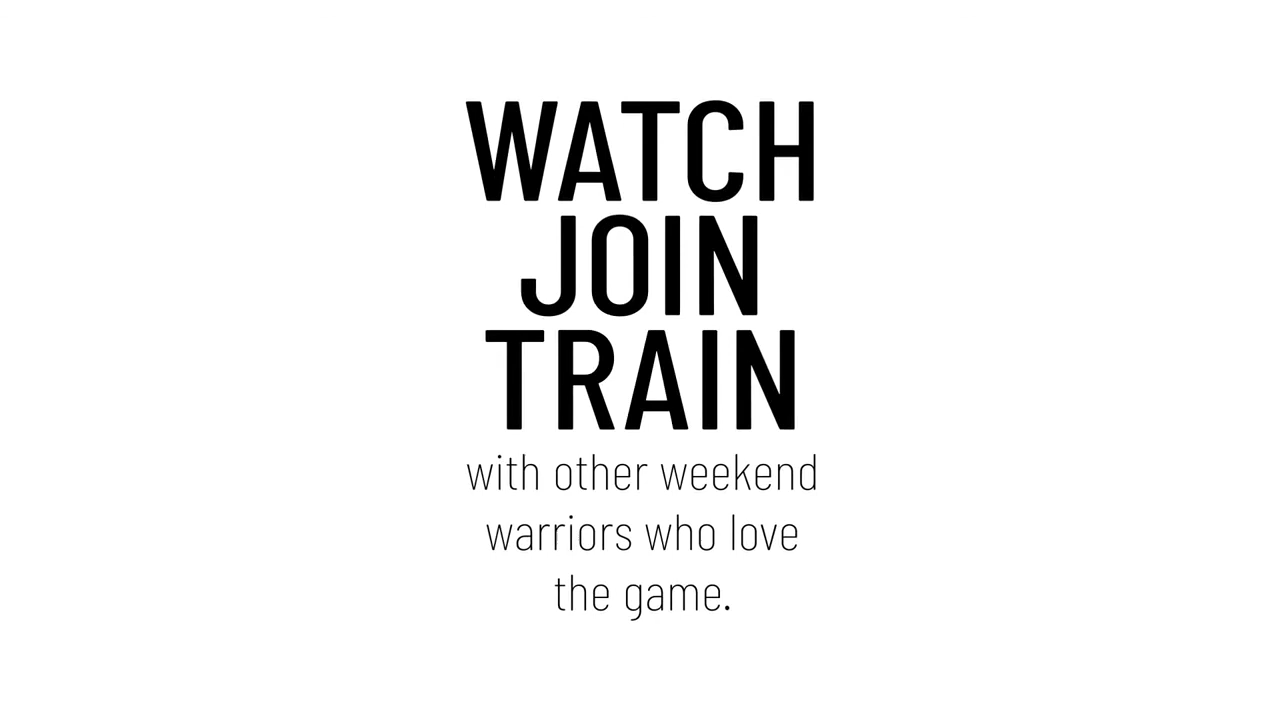 WATCH
JOIN
TRAIN
with other weekend
warriors who love
the game.